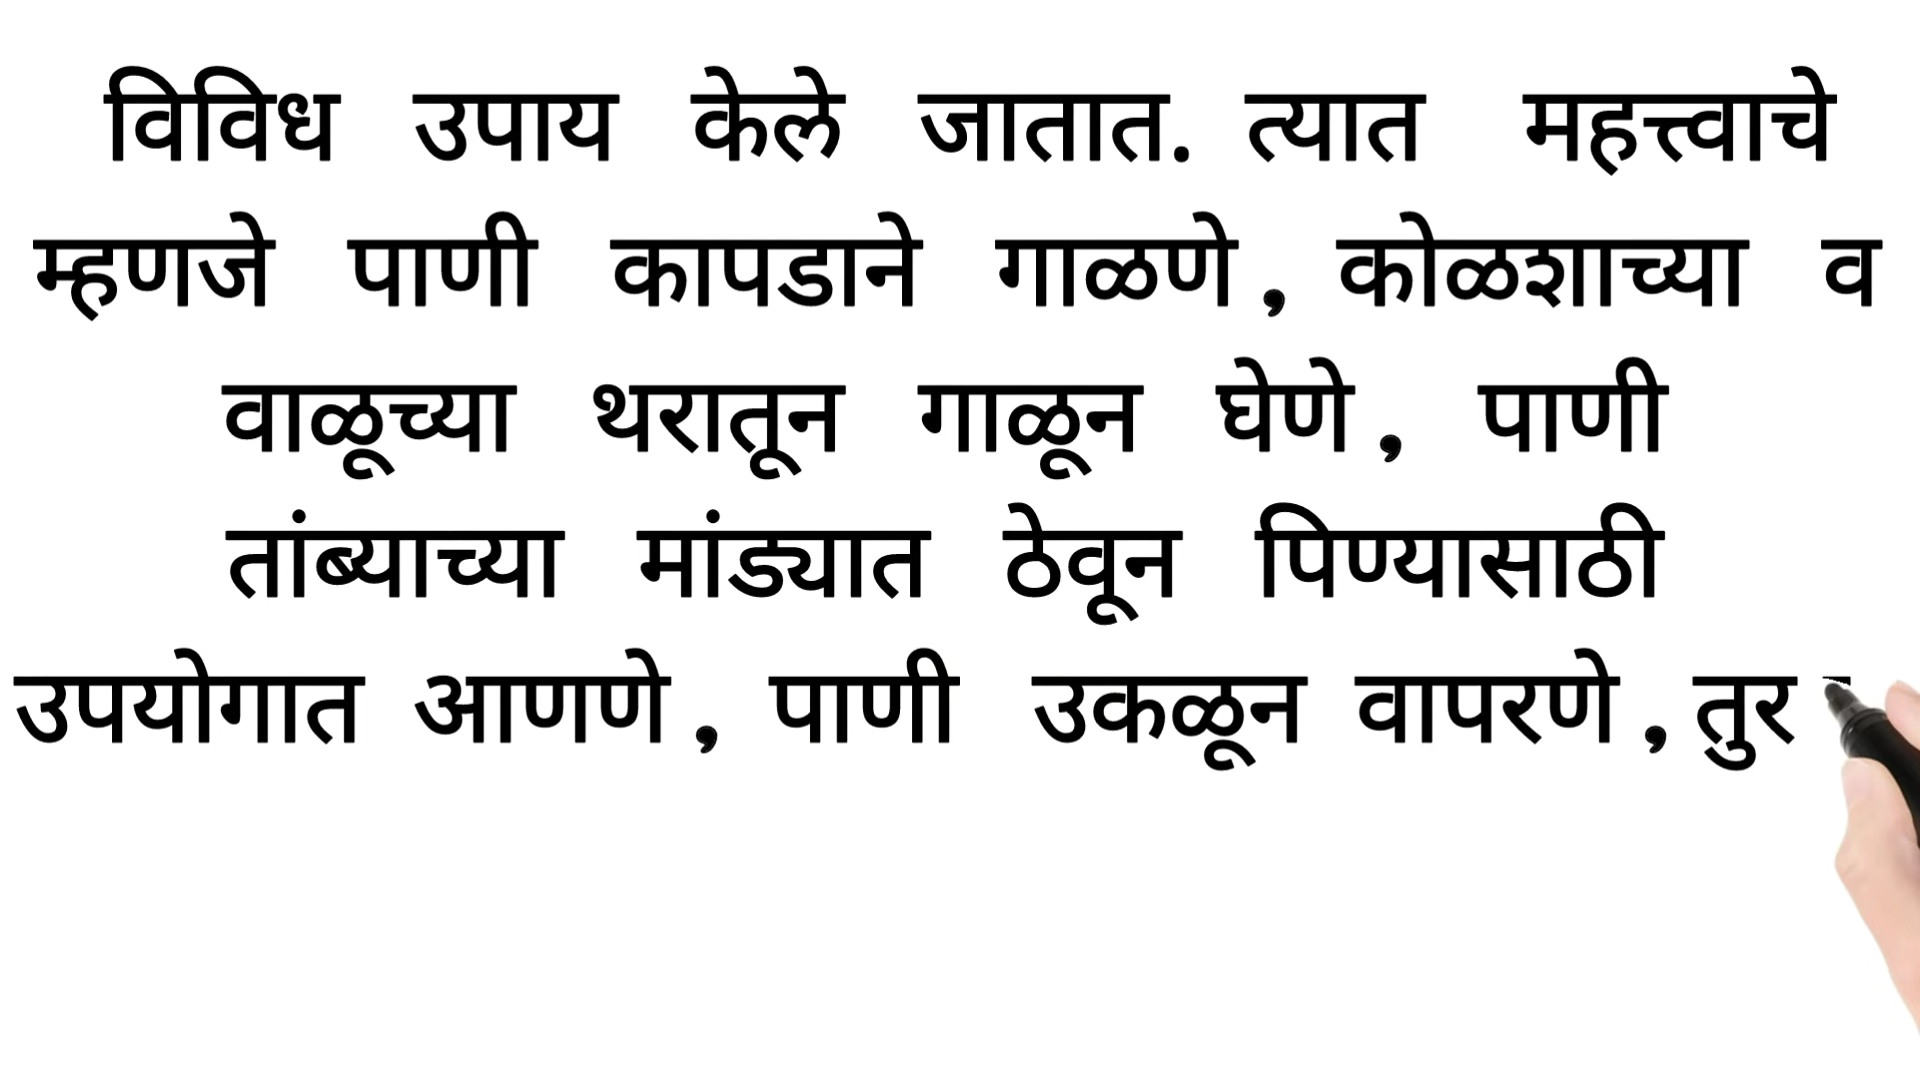 विविध उपाय केले जातात. त्यात महत्त्वाचे
म्हणजे पाणी कापडाने गाळणे, कोळशाच्या व
वाळूच्या थरातून गाळून घेणे, पाणी
तांब्याच्या मांड्यात ठेवून पिण्यासाठी
उपयोगात आणणे, पाणी उकळून वापरणे, तुर